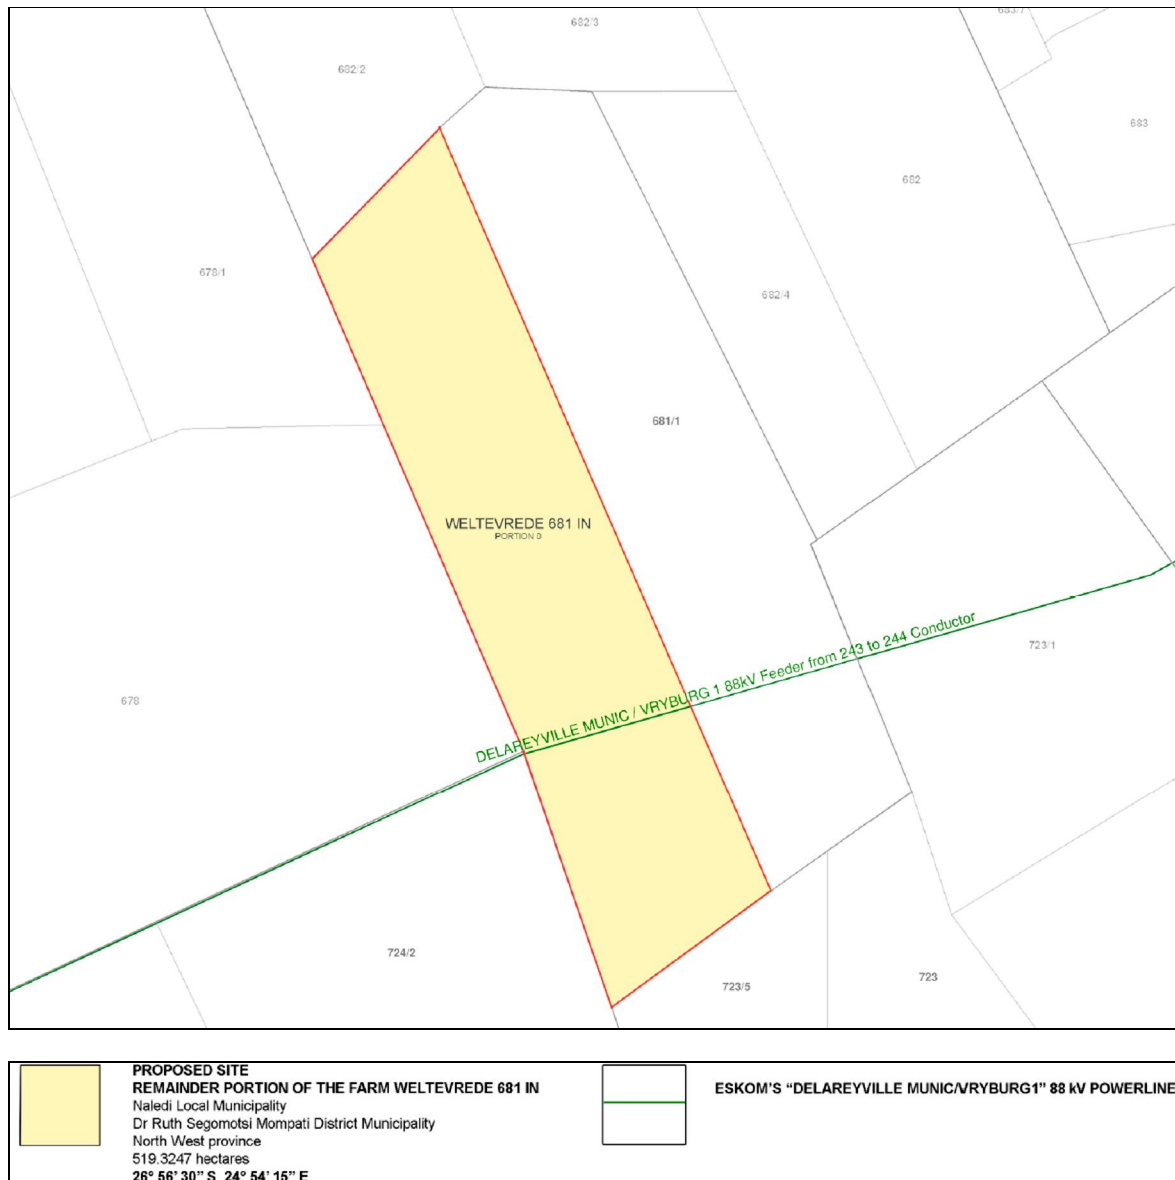 682/3
683/1
682/2
683
682
678/1
682/4
681/1
WELTEVREDE 681 IN
PORTION 0
DELAREYVILLE MUNIC / VRYBURG 1 88kV Feeder from 243 to 244 Conductor
723/1
678
724/2
723/5
723
PROPOSED SITE
REMAINDER PORTION OF THE FARM WELTEVREDE 681 IN
Naledi Local Municipality
Dr Ruth Segomotsi Mompati District Municipality
North West province
519.3247 hectares
26° 56' 30" S 24° 54' 15" E
ESKOM'S "DELAREYVILLE MUNIC/VRYBURG1" 88 kV POWERLINE